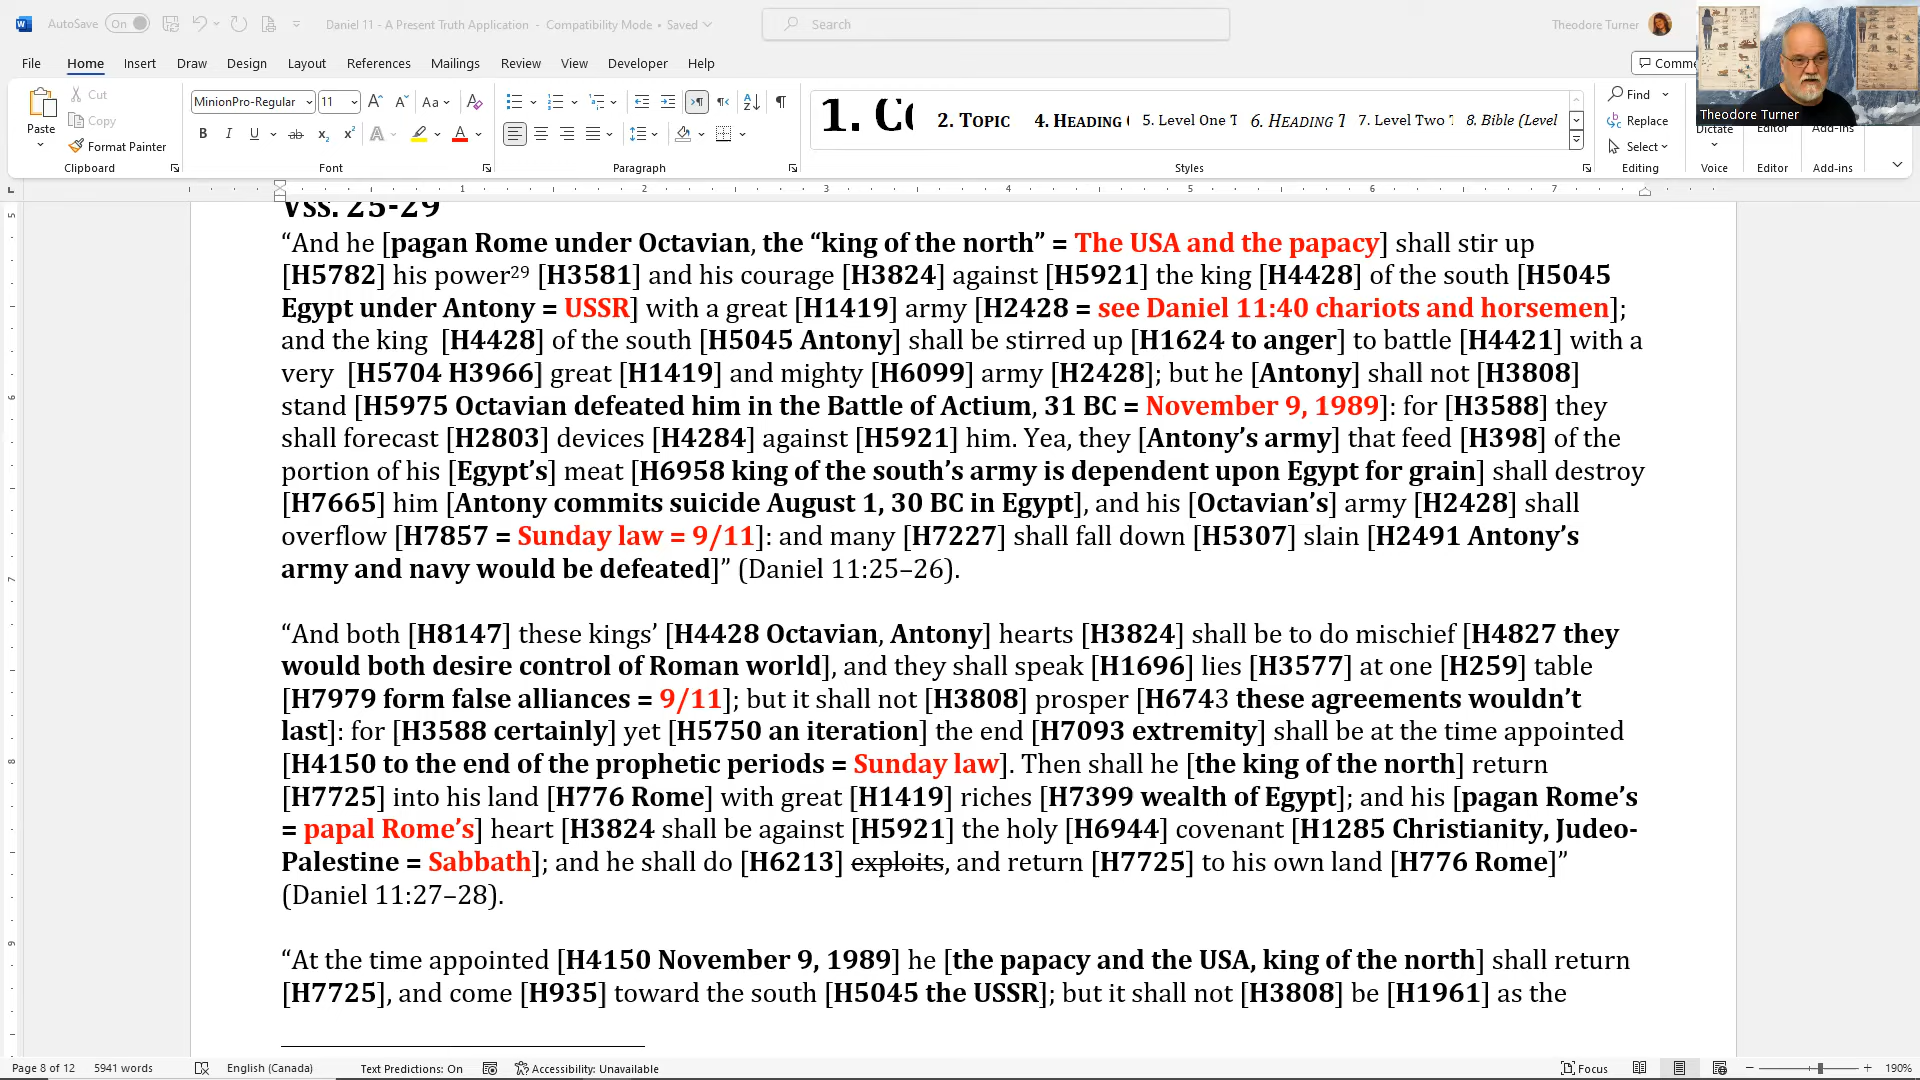 AutoSave On
Daniel 11 - A Present Truth Application - Compatibility Mode • Saved
Search
Theodore Turner
File Home Insert Draw Design Layout References Mailings Review View Developer Help
Comme
Paste
Cut
Copy
Format Painter
Clipboard
MinionPro-Regular 11
Font
Paragraph
1. Co
2. TOPIC
4. HEADING
5. Level One T
6. HEADING T
7. Level Two T
8. Bible (Level
Styles
Find
Replace
Select
Editing
Dictate
Voice
Editor
Editor
Add-ins
Add-ins
Theodore Turner
1 2 3 4 5 6 7
Vss. 25-29
“And he [pagan Rome under Octavian, the “king of the north” = The USA and the papacy] shall stir up
[H5782] his power29 [H3581] and his courage [H3824] against [H5921] the king [H4428] of the south [H5045
Egypt under Antony = USSR] with a great [H1419] army [H2428 = see Daniel 11:40 chariots and horsemen];
and the king [H4428] of the south [H5045 Antony] shall be stirred up [H1624 to anger] to battle [H4421] with a
very [H5704 H3966] great [H1419] and mighty [H6099] army [H2428]; but he [Antony] shall not [H3808]
stand [H5975 Octavian defeated him in the Battle of Actium, 31 BC = November 9, 1989]: for [H3588] they
shall forecast [H2803] devices [H4284] against [H5921] him. Yea, they [Antony’s army] that feed [H398] of the
portion of his [Egypt’s] meat [H6958 king of the south’s army is dependent upon Egypt for grain] shall destroy
[H7665] him [Antony commits suicide August 1, 30 BC in Egypt], and his [Octavian’s] army [H2428] shall
overflow [H7857 = Sunday law = 9/11]: and many [H7227] shall fall down [H5307] slain [H2491 Antony’s
army and navy would be defeated]” (Daniel 11:25–26).
“And both [H8147] these kings’ [H4428 Octavian, Antony] hearts [H3824] shall be to do mischief [H4827 they
would both desire control of Roman world], and they shall speak [H1696] lies [H3577] at one [H259] table
[H7979 form false alliances = 9/11]; but it shall not [H3808] prosper [H6743 these agreements wouldn’t
last]: for [H3588 certainly] yet [H5750 an iteration] the end [H7093 extremity] shall be at the time appointed
[H4150 to the end of the prophetic periods = Sunday law]. Then shall he [the king of the north] return
[H7725] into his land [H776 Rome] with great [H1419] riches [H7399 wealth of Egypt]; and his [pagan Rome’s
= papal Rome’s] heart [H3824 shall be against [H5921] the holy [H6944] covenant [H1285 Christianity, Judeo-
Palestine = Sabbath]; and he shall do [H6213] exploits, and return [H7725] to his own land [H776 Rome]”
(Daniel 11:27–28).
“At the time appointed [H4150 November 9, 1989] he [the papacy and the USA, king of the north] shall return
[H7725], and come [H935] toward the south [H5045 the USSR]; but it shall not [H3808] be [H1961] as the
Page 8 of 12 5941 words English (Canada) Text Predictions: On Accessibility: Unavailable Focus 190%